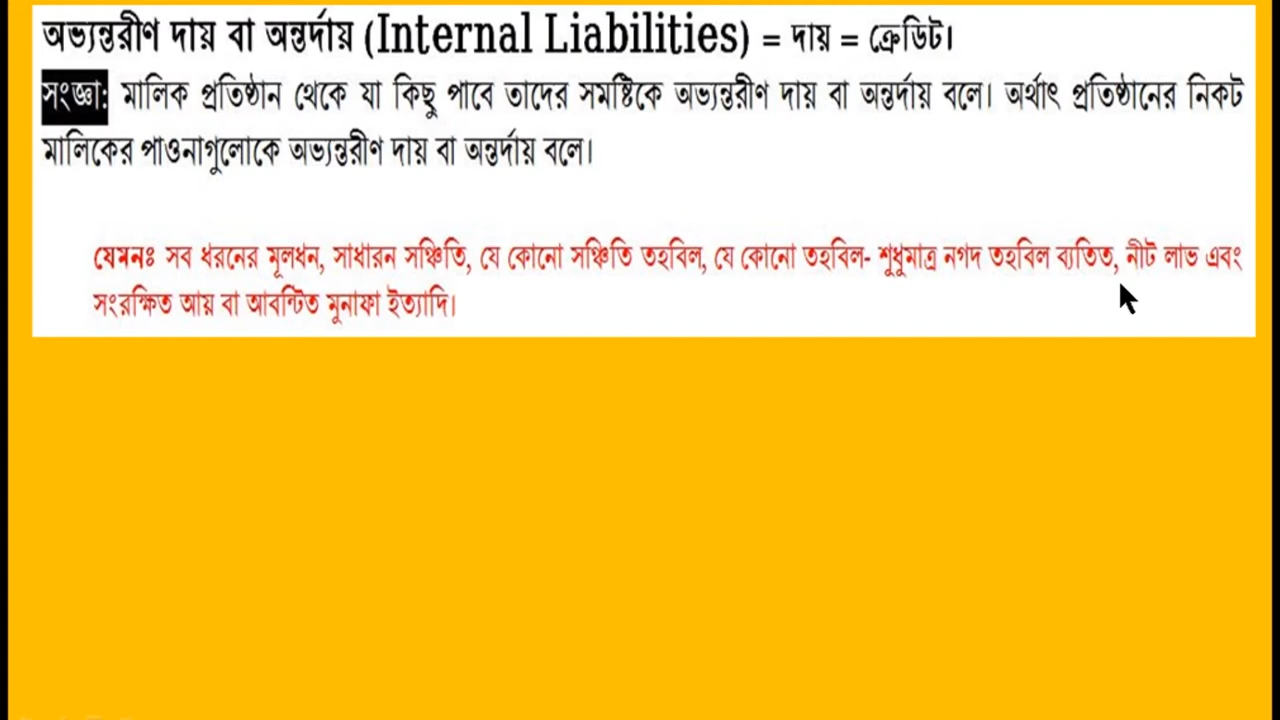 অভ্যন্তরীণ দায় বা অন্তর্দায় (Internal Liabilities) = দায় = ক্রেডিট।
সংজ্ঞা: মালিক প্রতিষ্ঠান থেকে যা কিছু পাবে তাদের সমষ্টিকে অভ্যন্তরীণ দায় বা অন্তর্দায় বলে। অর্থাৎ প্রতিষ্ঠানের নিকট
মালিকের পাওনাগুলোকে অভ্যন্তরীণ দায় বা অন্তর্দায় বলে।
যেমনঃ সব ধরনের মূলধন, সাধারন সঞ্চিতি, যে কোনো সঞ্চিতি তহবিল, যে কোনো তহবিল- শুধুমাত্র নগদ তহবিল ব্যতিত, নীট লাভ এবং
সংরক্ষিত আয় বা আবন্টিত মুনাফা ইত্যাদি।